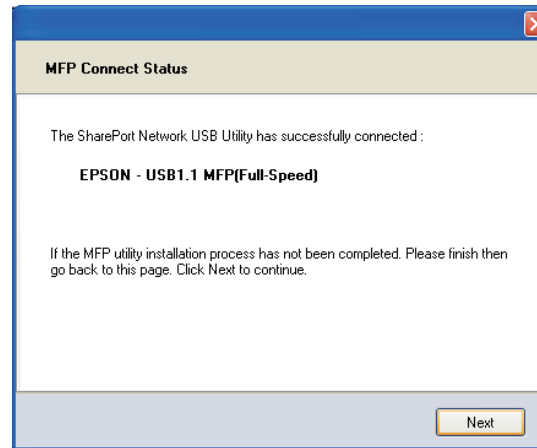 MFP Connect Status
The SharePort Network USB Utility has successfully connected :
EPSON - USB1.1 MFP(Full-Speed)
If the MFP utility installation process has not been completed. Please finish then
go back to this page. Click Next to continue.
Next